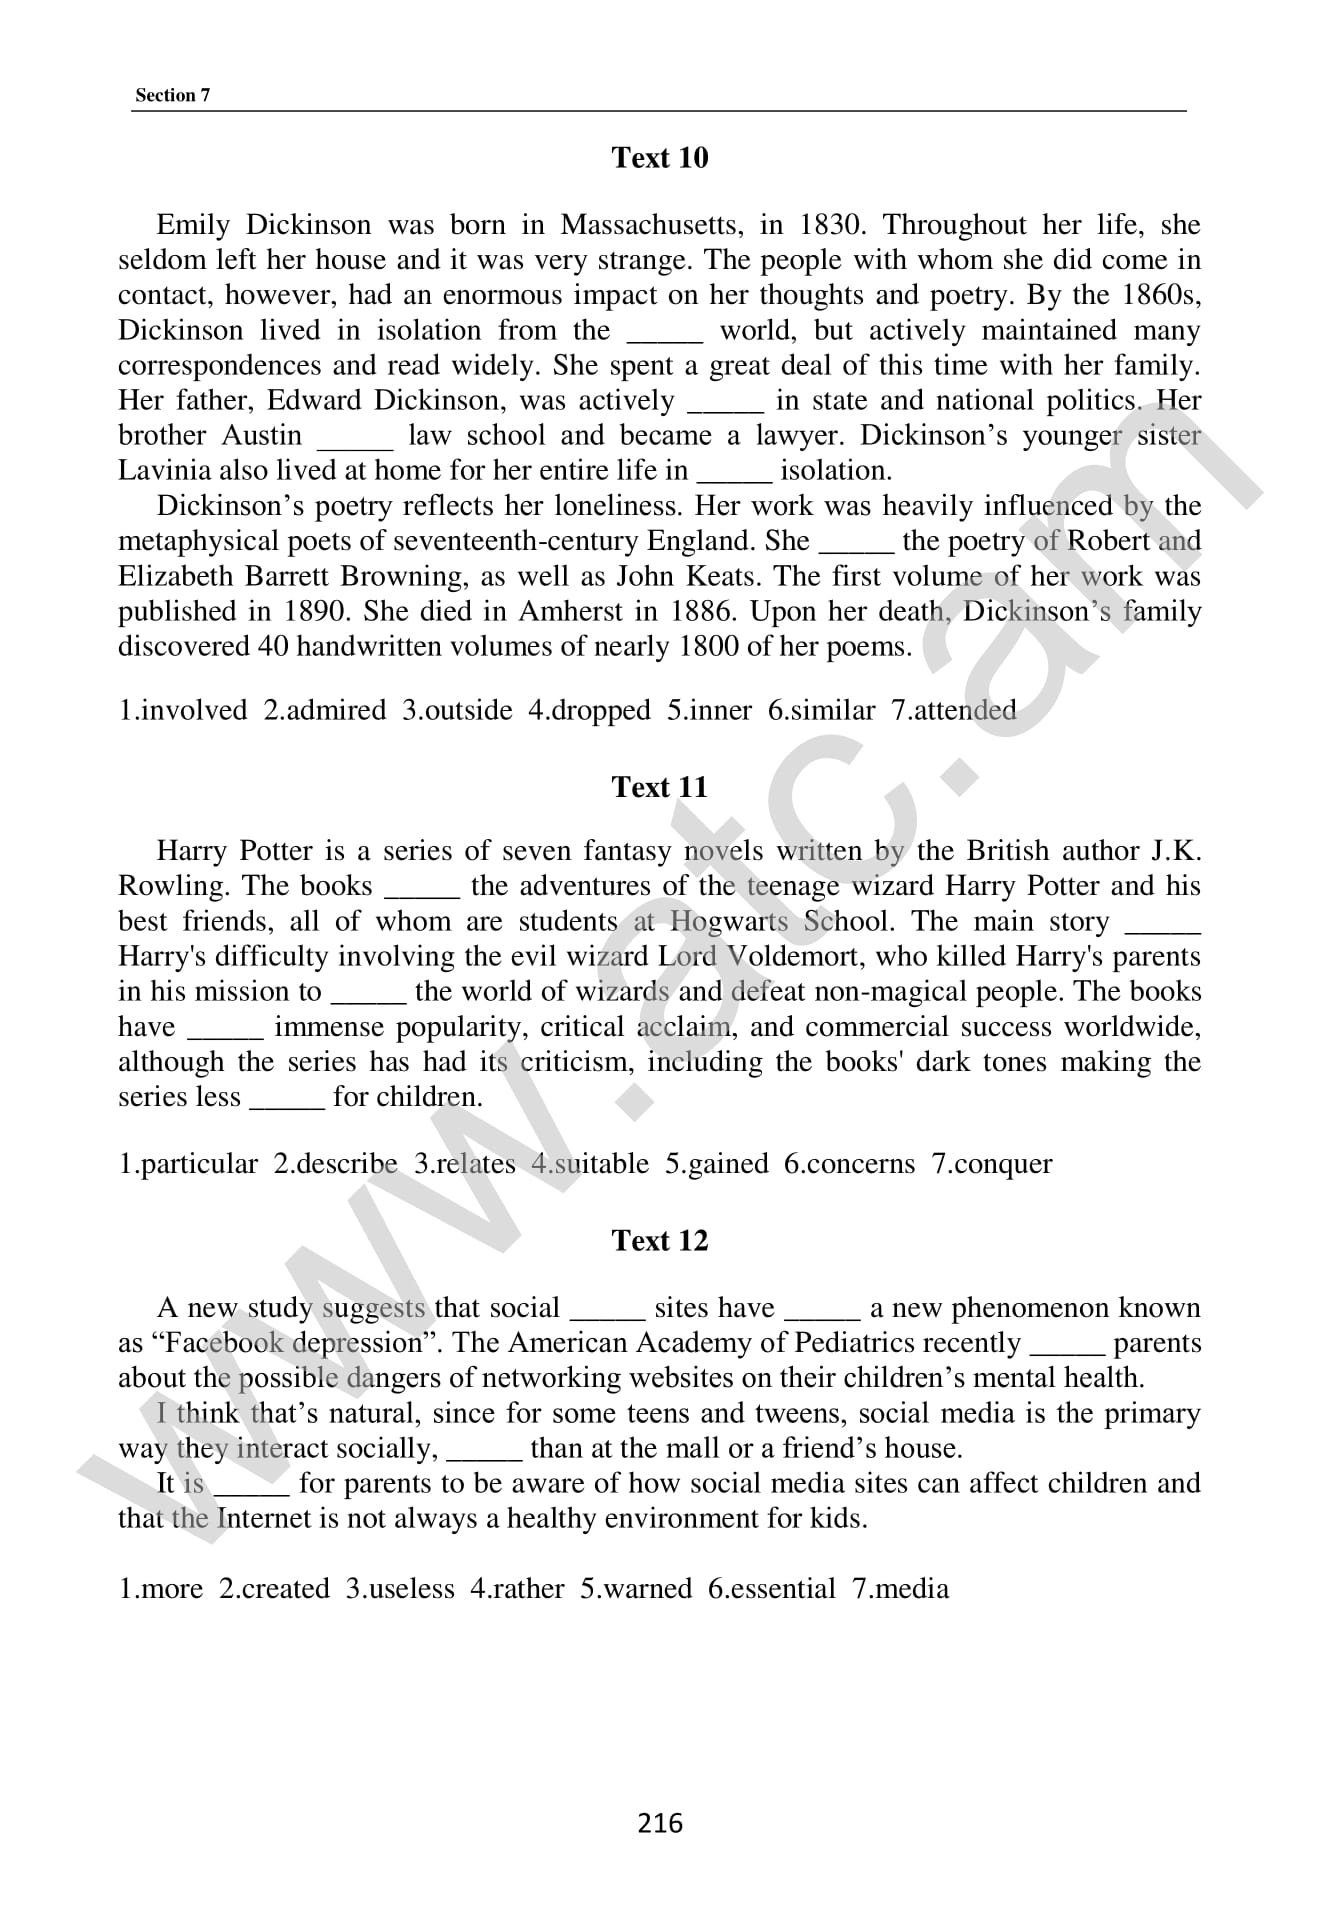 Section 7
Text 10
Emily Dickinson was born in Massachusetts, in 1830. Throughout her life, she
seldom left her house and it was very strange. The people with whom she did come in
contact, however, had an enormous impact on her thoughts and poetry. By the 1860s,
Dickinson lived in isolation from the _____ world, but actively maintained many
correspondences and read widely. She spent a great deal of this time with her family.
Her father, Edward Dickinson, was actively _____ in state and national politics. Her
brother Austin _____ law school and became a lawyer. Dickinson’s younger sister
Lavinia also lived at home for her entire life in _____ isolation.
Dickinson’s poetry reflects her loneliness. Her work was heavily influenced by the
metaphysical poets of seventeenth-century England. She _____ the poetry of Robert and
Elizabeth Barrett Browning, as well as John Keats. The first volume of her work was
published in 1890. She died in Amherst in 1886. Upon her death, Dickinson’s family
discovered 40 handwritten volumes of nearly 1800 of her poems.
1.involved 2.admired 3.outside 4.dropped 5.inner 6.similar 7.attended
Text 11
Harry Potter is a series of seven fantasy novels written by the British author J.K.
Rowling. The books _____ the adventures of the teenage wizard Harry Potter and his
best friends, all of whom are students at Hogwarts School. The main story _____
Harry's difficulty involving the evil wizard Lord Voldemort, who killed Harry's parents
in his mission to _____ the world of wizards and defeat non-magical people. The books
have _____ immense popularity, critical acclaim, and commercial success worldwide,
although the series has had its criticism, including the books' dark tones making the
series less _____ for children.
1.particular 2.describe 3.relates 4.suitable 5.gained 6.concerns 7.conquer
Text 12
A new study suggests that social _____ sites have _____ a new phenomenon known
as “Facebook depression”. The American Academy of Pediatrics recently _____ parents
about the possible dangers of networking websites on their children’s mental health.
I think that’s natural, since for some teens and tweens, social media is the primary
way they interact socially, _____ than at the mall or a friend’s house.
It is _____ for parents to be aware of how social media sites can affect children and
that the Internet is not always a healthy environment for kids.
1.more 2.created 3.useless 4.rather 5.warned 6.essential 7.media
216
www.atc.am